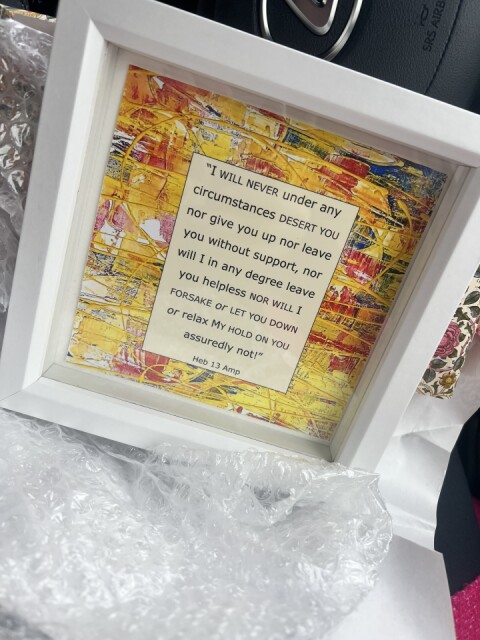 SRS AIRB
"I WILL NEVER under any
circumstances DESERT YOU
nor give you up nor leave
you without support, nor
will I in any degree leave
you helpless NOR WILL I
FORSAKE or LET YOU DOWN
or relax MY HOLD ON YOU
assuredly not!"
Heb 13 Amp